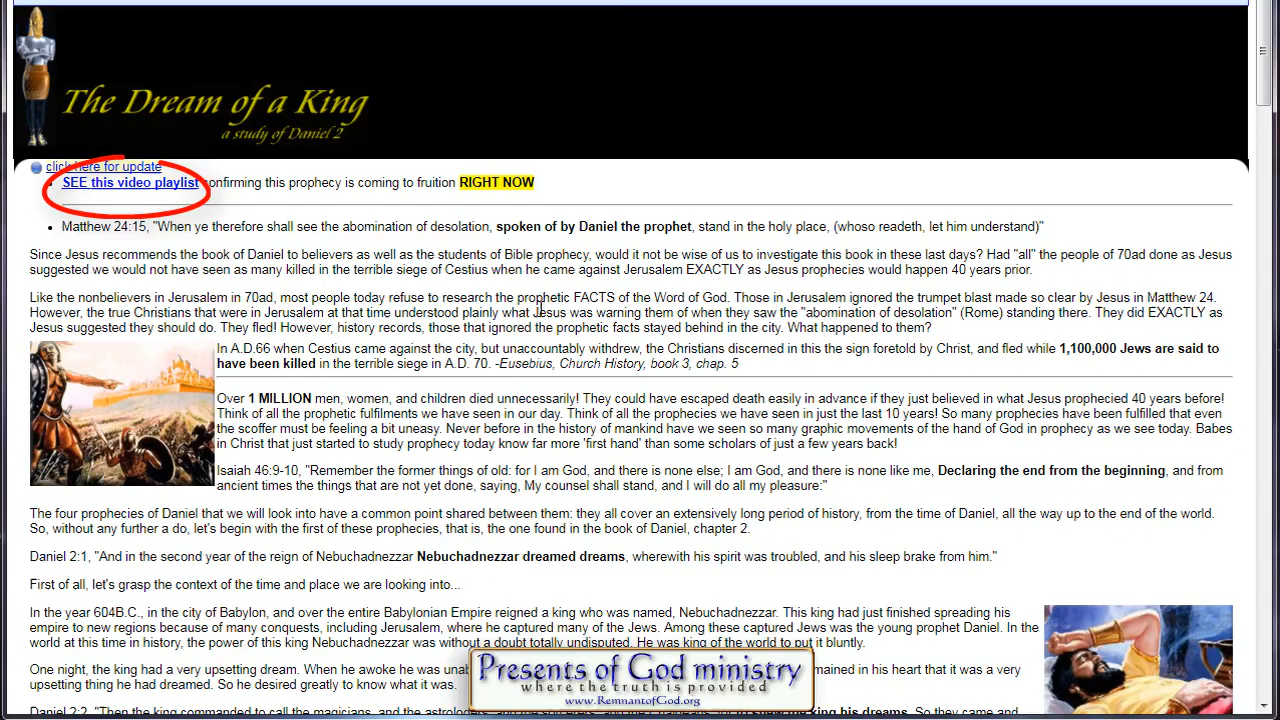 The Dream of a King
a study of Daniel 2
click here for update
SEE this video playlist confirming this prophecy is coming to fruition RIGHT NOW
Matthew 24:15, "When ye therefore shall see the abomination of desolation, spoken of by Daniel the prophet, stand in the holy place, (whoso readeth, let him understand)"
Since Jesus recommends the book of Daniel to believers as well as the students of Bible prophecy, would it not be wise of us to investigate this book in these last days? Had "all" the people of 70ad done as Jesus
suggested we would not have seen as many killed in the terrible siege of Cestius when he came against Jerusalem EXACTLY as Jesus prophecies would happen 40 years prior.
Like the nonbelievers in Jerusalem in 70ad, most people today refuse to research the prophetic FACTS of the Word of God. Those in Jerusalem ignored the trumpet blast made so clear by Jesus in Matthew 24.
However, the true Christians that were in Jerusalem at that time understood plainly what Jesus was warning them of when they saw the "abomination of desolation" (Rome) standing there. They did EXACTLY as
Jesus suggested they should do. They fled! However, history records, those that ignored the prophetic facts stayed behind in the city. What happened to them?
In A.D.66 when Cestius came against the city, but unaccountably withdrew, the Christians discerned in this the sign foretold by Christ, and fled while 1,100,000 Jews are said to
have been killed in the terrible siege in A.D. 70. -Eusebius, Church History, book 3, chap. 5
Over 1 MILLION men, women, and children died unnecessarily! They could have escaped death easily in advance if they just believed in what Jesus prophecied 40 years before!
Think of all the prophetic fulfilments we have seen in our day. Think of all the prophecies we have seen in just the last 10 years! So many prophecies have been fulfilled that even
the scoffer must be feeling a bit uneasy. Never before in the history of mankind have we seen so many graphic movements of the hand of God in prophecy as we see today. Babes
in Christ that just started to study prophecy today know far more 'first hand' than some scholars of just a few years back!
Isaiah 46:9-10, "Remember the former things of old: for I am God, and there is none else; I am God, and there is none like me, Declaring the end from the beginning, and from
ancient times the things that are not yet done, saying, My counsel shall stand, and I will do all my pleasure:"
The four prophecies of Daniel that we will look into have a common point shared between them: they all cover an extensively long period of history, from the time of Daniel, all the way up to the end of the world.
So, without any further a do, let's begin with the first of these prophecies, that is, the one found in the book of Daniel, chapter 2.
Daniel 2:1, "And in the second year of the reign of Nebuchadnezzar Nebuchadnezzar dreamed dreams, wherewith his spirit was troubled, and his sleep brake from him."
First of all, let's grasp the context of the time and place we are looking into...
In the year 604B.C., in the city of Babylon, and over the entire Babylonian Empire reigned a king who was named, Nebuchadnezzar. This king had just finished spreading his
empire to new regions because of many conquests, including Jerusalem, where he captured many of the Jews. Among these captured Jews was the young prophet Daniel. In the
world at this time in history, the power of this king Nebuchadnezzar was without a doubt totally undisputed. He was king of the world to put it bluntly.
One night, the king had a very upsetting dream. When he awoke he was mained in his heart that it was a very
upsetting thing he had dreamed. So he desired greatly to know what it was.
Daniel 2:2, "Then the king commanded to call the magicians, and the king his dreams. So they came and
Presents of God ministry
where the truth is provided
www.RemnantofGod.org